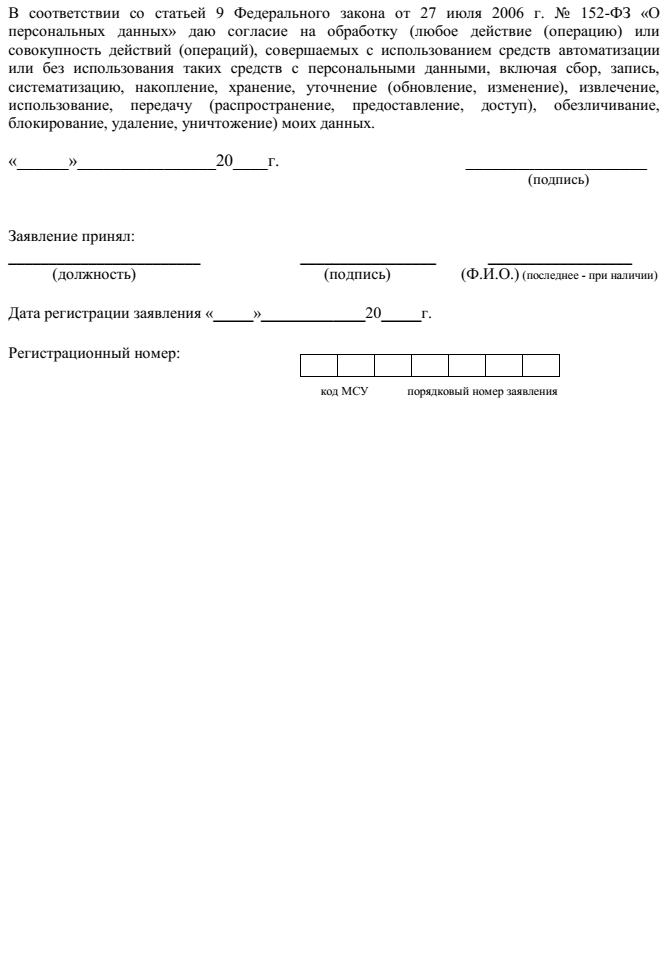 В соответствии со статьей 9 Федерального закона от 27 июля 2006 г. № 152-ФЗ «О
персональных данных» даю согласие на обработку (любое действие (операцию) или
совокупность действий (операций), совершаемых с использованием средств автоматизации
или без использования таких средств с персональными данными, включая сбор, запись,
систематизацию, накопление, хранение, уточнение (обновление, изменение), извлечение,
использование, передачу (распространение, предоставление, доступ), обезличивание,
блокирование, удаление, уничтожение) моих данных.
«______»________________20____г. _____________________
(подпись)
Заявление принял:
________________________ _________________ __________________
(должность) (подпись) (Ф.И.О.) (последнее - при наличии)
Дата регистрации заявления «_____»_____________20_____г.
Регистрационный номер:
код МСУ порядковый номер заявления